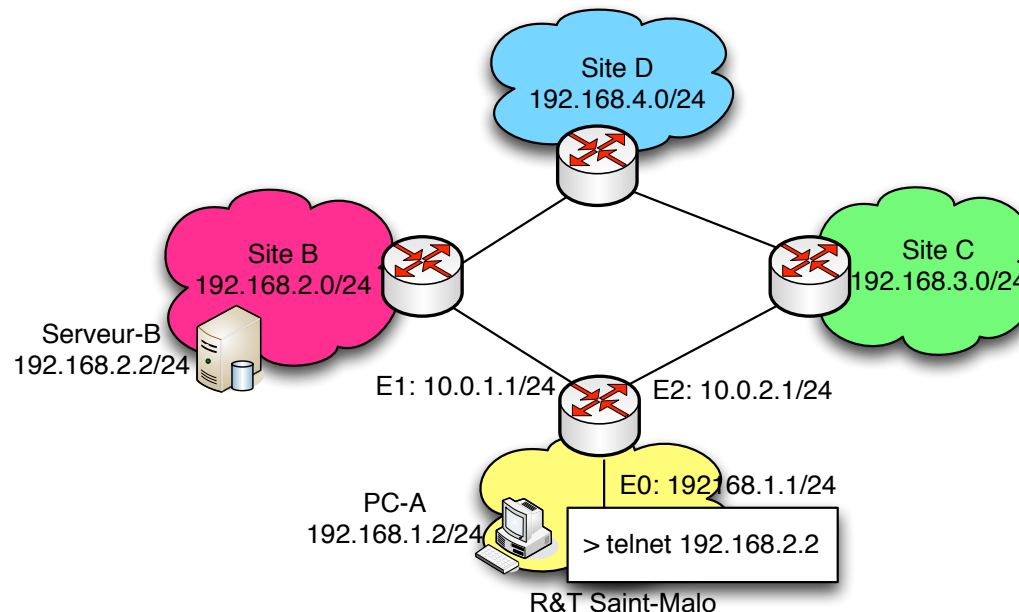 Site D
192.168.4.0/24
Site B
192.168.2.0/24
Site C
192.168.3.0/24
Serveur-B
192.168.2.2/24
E1: 10.0.1.1/24
E2: 10.0.2.1/24
E0: 192168.1.1/24
PC-A
192.168.1.2/24
> telnet 192.168.2.2
R&T Saint-Malo